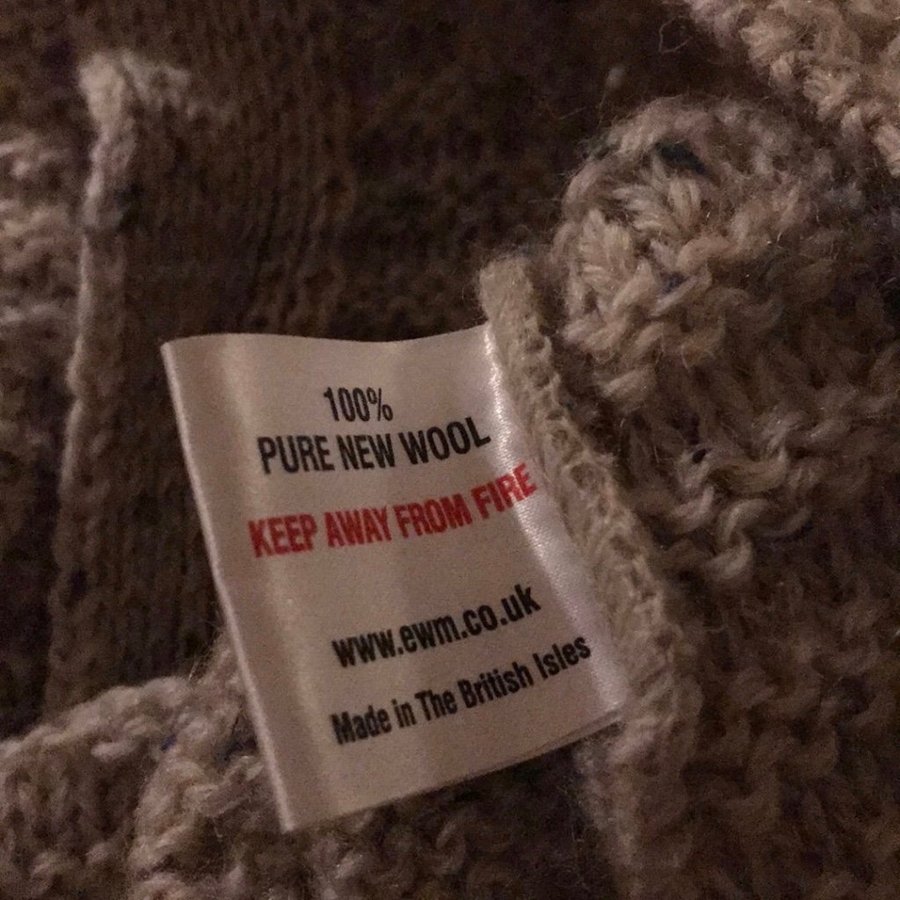 100%
PURE NEW WOOL
KEEP AWAY FROM FIRE
www.ewm.co.uk
Made in The British Isles